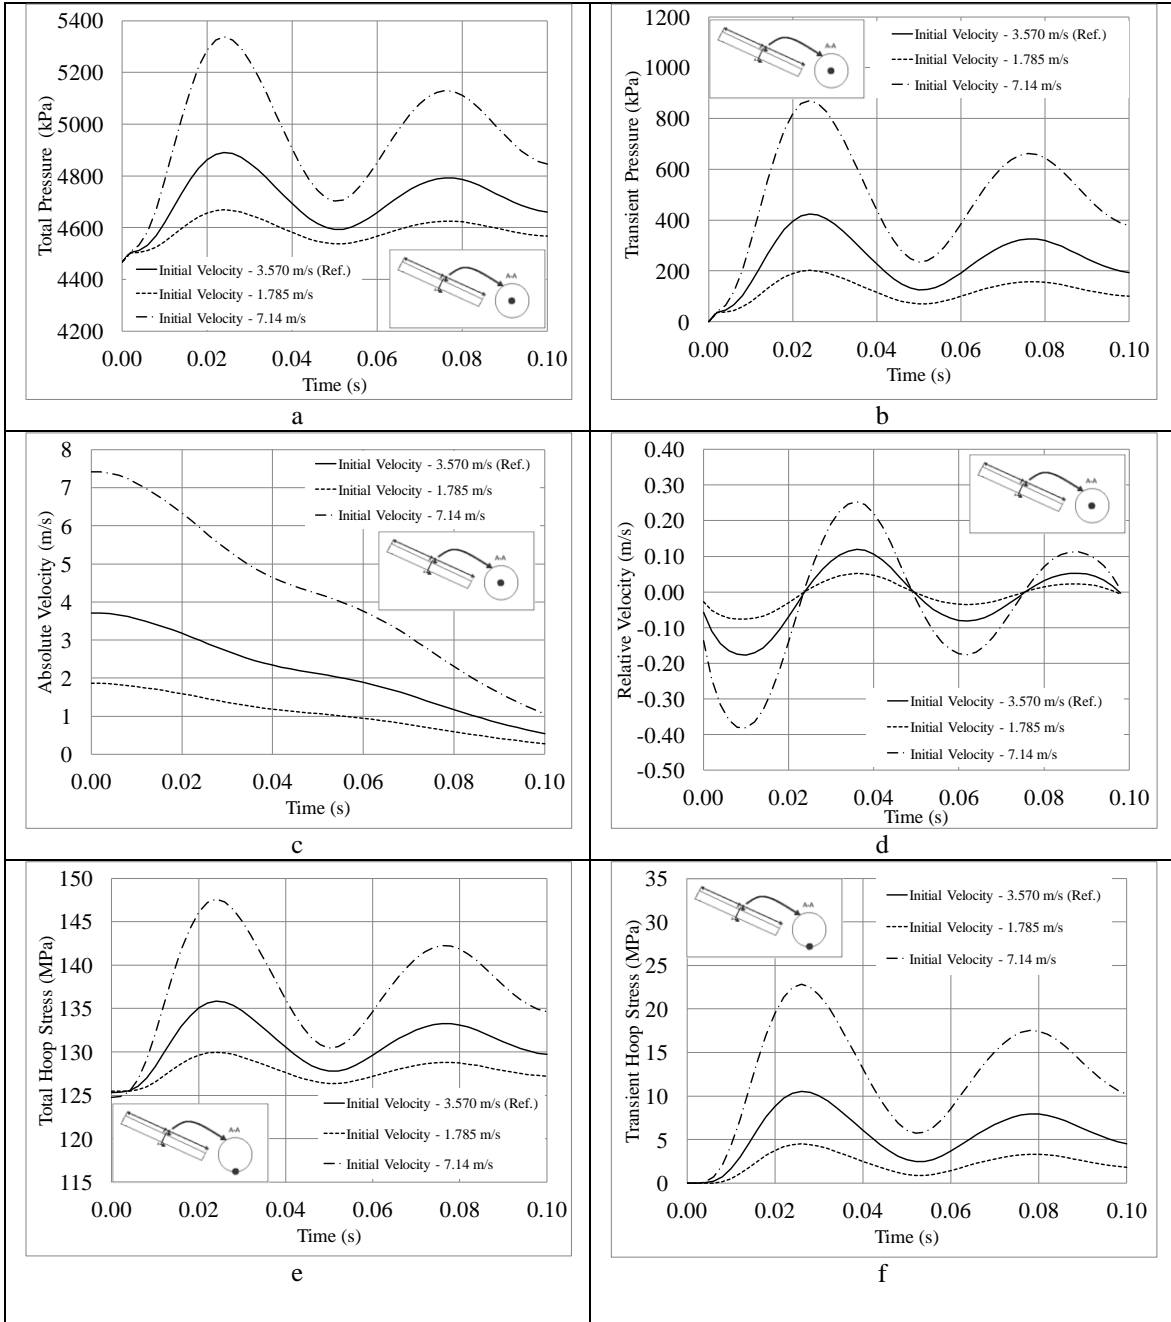 5400
5200
5000
4800
4600
4400
4200
Total Pressure (kPa)
A-A
Initial Velocity - 3.570 m/s (Ref.)
Initial Velocity - 1.785 m/s
Initial Velocity - 7.14 m/s
0.00 0.02 0.04 0.06 0.08 0.10
Time (s)
a
1200
1000
800
600
400
200
0
Transient Pressure (kPa)
A-A
Initial Velocity - 3.570 m/s (Ref.)
Initial Velocity - 1.785 m/s
Initial Velocity - 7.14 m/s
0.00 0.02 0.04 0.06 0.08 0.10
Time (s)
b
8
7
6
5
4
3
2
1
0
Absolute Velocity (m/s)
Initial Velocity - 3.570 m/s (Ref.)
Initial Velocity - 1.785 m/s
Initial Velocity - 7.14 m/s
A-A
0.00 0.02 0.04 0.06 0.08 0.10
Time (s)
c
0.40
0.30
0.20
0.10
0.00
-0.10
-0.20
-0.30
-0.40
-0.50
Relative Velocity (m/s)
A-A
Initial Velocity - 3.570 m/s (Ref.)
Initial Velocity - 1.785 m/s
Initial Velocity - 7.14 m/s
0.00 0.02 0.04 0.06 0.08 0.10
Time (s)
d
150
145
140
135
130
125
120
115
Total Hoop Stress (MPa)
Initial Velocity - 3.570 m/s (Ref.)
Initial Velocity - 1.785 m/s
Initial Velocity - 7.14 m/s
A-A
0.00 0.02 0.04 0.06 0.08 0.10
Time (s)
e
35
30
25
20
15
10
5
0
Transient Hoop Stress (MPa)
A-A
Initial Velocity - 3.570 m/s (Ref.)
Initial Velocity - 1.785 m/s
Initial Velocity - 7.14 m/s
0.00 0.02 0.04 0.06 0.08 0.10
Time (s)
f